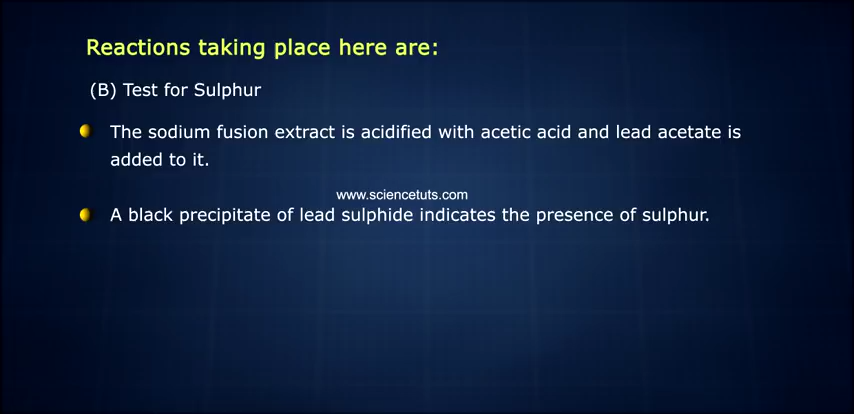 Reactions taking place here are:
(B) Test for Sulphur
The sodium fusion extract is acidified with acetic acid and lead acetate is
added to it.
www.sciencetuts.com
A black precipitate of lead sulphide indicates the presence of sulphur.